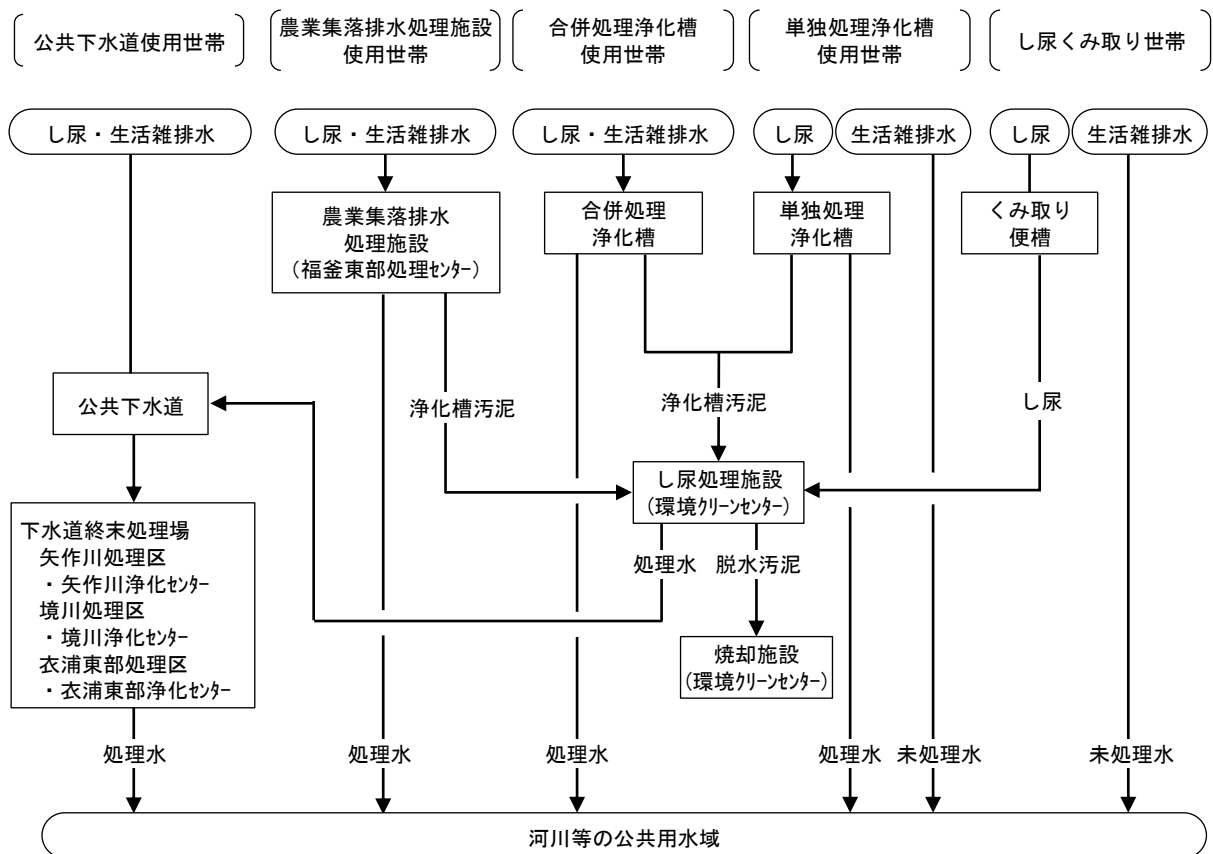 公共下水道使用世帯
農業集落排水処理施設
使用世帯
合併処理浄化槽
使用世帯
単独処理浄化槽
使用世帯
し尿くみ取り世帯
し尿・生活雑排水
し尿・生活雑排水
し尿・生活雑排水
し尿
生活雑排水
し尿
生活雑排水
農業集落排水
処理施設
(福釜東部処理ｾﾝﾀｰ)
合併処理
浄化槽
単独処理
浄化槽
くみ取り
便槽
公共下水道
浄化槽汚泥
浄化槽汚泥
し尿
し尿処理施設
(環境ｸﾘｰﾝｾﾝﾀｰ)
下水道終末処理場
矢作川処理区
・矢作川浄化ｾﾝﾀｰ
境川処理区
・境川浄化ｾﾝﾀｰ
衣浦東部処理区
・衣浦東部浄化ｾﾝﾀｰ
処理水
脱水汚泥
焼却施設
(環境ｸﾘｰﾝｾﾝﾀｰ)
処理水
処理水
処理水
処理水
未処理水
未処理水
河川等の公共用水域